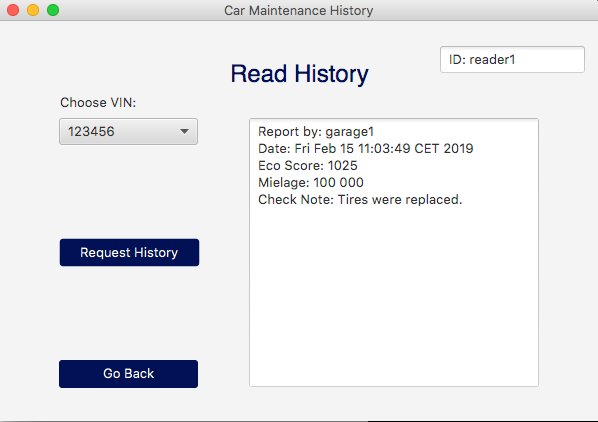 Car Maintenance History
ID: reader1
Read History
Choose VIN:
123456
Report by: garage1
Date: Fri Feb 15 11:03:49 CET 2019
Eco Score: 1025
Mielage: 100 000
Check Note: Tires were replaced.
Request History
Go Back